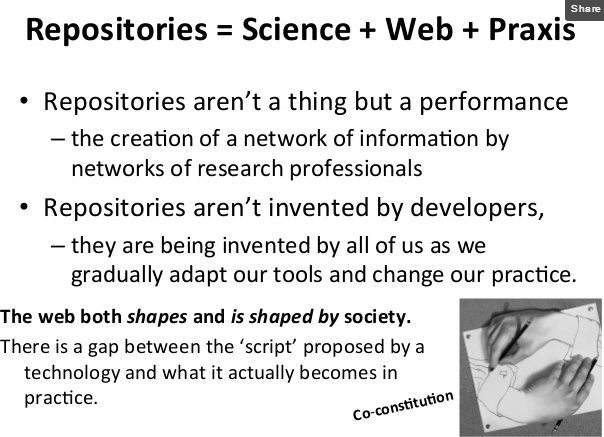 Share
Repositories = Science + Web + Praxis
• Repositories aren’t a thing but a performance
– the creation of a network of information by
networks of research professionals
• Repositories aren’t invented by developers,
– they are being invented by all of us as we
gradually adapt our tools and change our practice.
The web both shapes and is shaped by society.
There is a gap between the ‘script’ proposed by a
technology and what it actually becomes in
practice.
Co-constitution